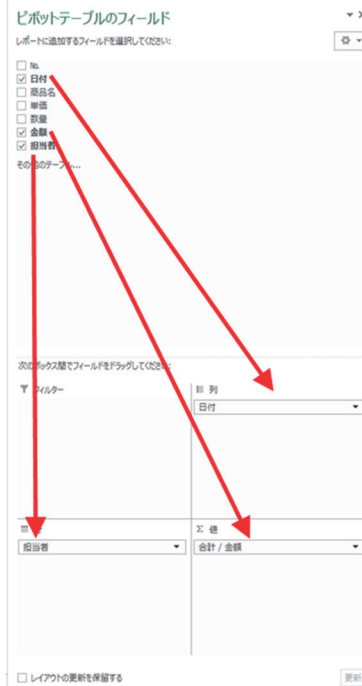 ピボットテーブルのフィールド
レポートに追加するフィールドを選択してください:
No.
日付
商品名
単価
数量
金額
担当者
その他のテーブル...
次のボックス間でフィールドをドラッグしてください:
フィルター
列
日付
担当者
Σ 値
合計 / 金額
レイアウトの更新を保留する
更新